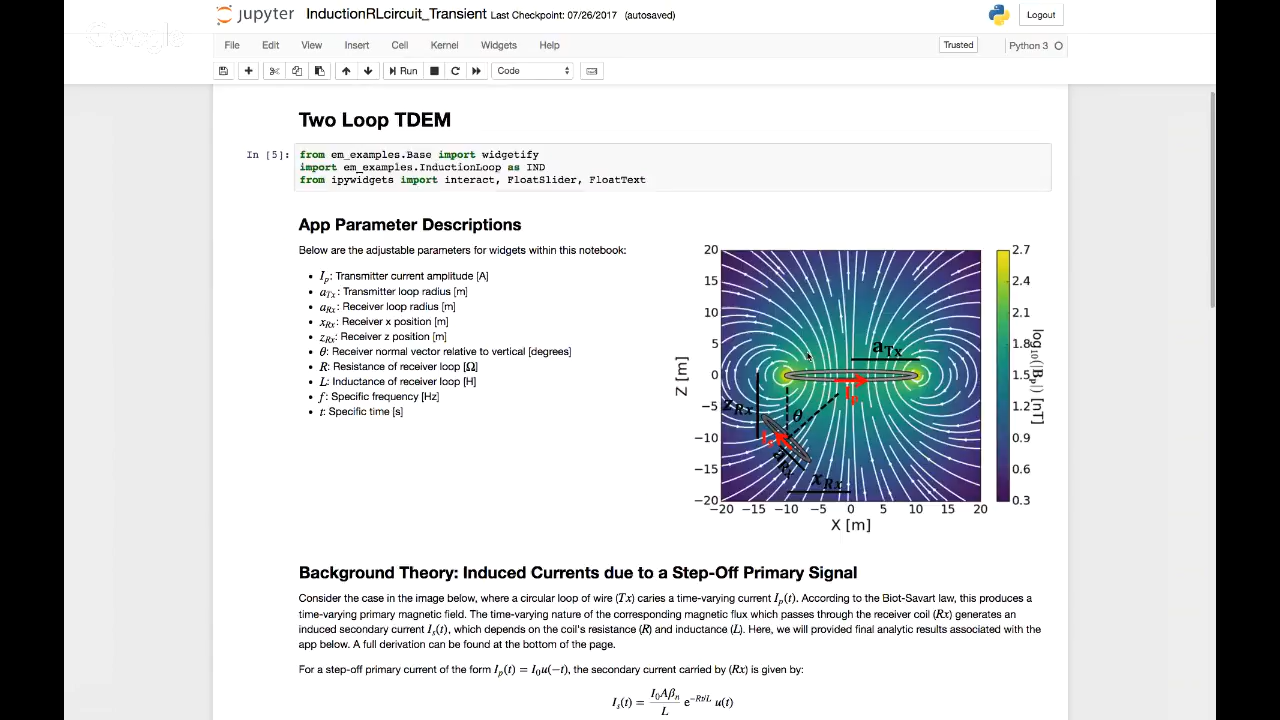 Google
jupyter InductionRLcircuit_Transient Last Checkpoint: 07/26/2017 (autosaved)
Logout
File Edit View Insert Cell Kernel Widgets Help
Trusted
Python 3
Run
Code
Two Loop TDEM
In [5]:
from em_examples.Base import widgetify
import em_examples.InductionLoop as IND
from ipywidgets import interact, FloatSlider, FloatText
App Parameter Descriptions
Below are the adjustable parameters for widgets within this notebook:
• I_p: Transmitter current amplitude [A]
• a_Tx: Transmitter loop radius [m]
• a_Rx: Receiver loop radius [m]
• x_Rx: Receiver x position [m]
• z_Rx: Receiver z position [m]
• θ: Receiver normal vector relative to vertical [degrees]
• R: Resistance of receiver loop [Ω]
• L: Inductance of receiver loop [H]
• f: Specific frequency [Hz]
• t: Specific time [s]
20
15
10
5
0
−5
−10
−15
−20
Z [m]
−20 −15 −10 −5 0 5 10 15 20
X [m]
a_Tx
I_p
z_Rx
θ
a_Rx
x_Rx
2.7
2.4
2.1
1.8
1.5
1.2
0.9
0.6
0.3
log10(|B_p|) [nT]
Background Theory: Induced Currents due to a Step-Off Primary Signal
Consider the case in the image below, where a circular loop of wire (Tx) caries a time-varying current I_p(t). According to the Biot-Savart law, this produces a
time-varying primary magnetic field. The time-varying nature of the corresponding magnetic flux which passes through the receiver coil (Rx) generates an
induced secondary current I_s(t), which depends on the coil's resistance (R) and inductance (L). Here, we will provided final analytic results associated with the
app below. A full derivation can be found at the bottom of the page.
For a step-off primary current of the form I_p(t) = I_0u(−t), the secondary current carried by (Rx) is given by:
I_s(t) = I_0Aβ_n / L e^{−Rt/L} u(t)